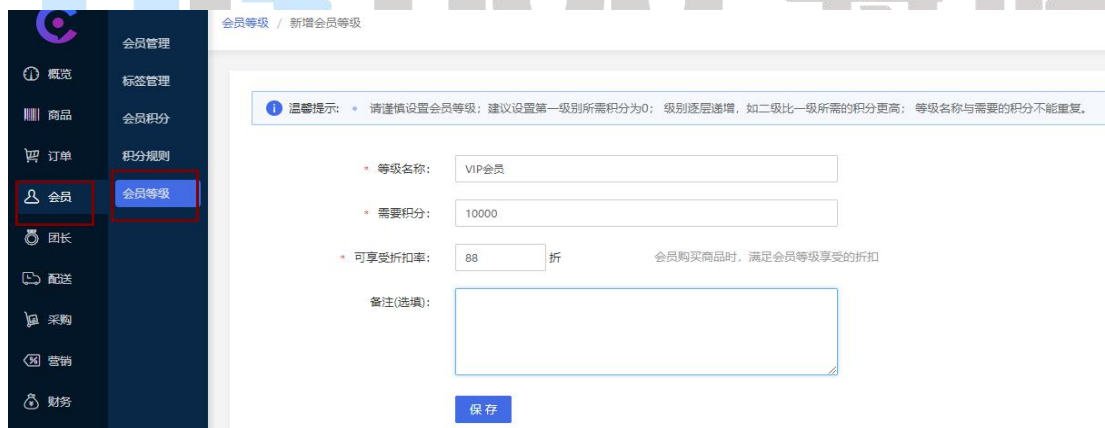 会员等级 / 新增会员等级
会员管理
概览
标签管理
温馨提示: 请谨慎设置会员等级；建议设置第一级别所需积分为0； 级别逐层递增，如二级比一级所需的积分更高； 等级名称与需要的积分不能重复。
商品
会员积分
订单
积分规则
* 等级名称: VIP会员
会员
会员等级
* 需要积分: 10000
团长
* 可享受折扣率: 88 折 会员购买商品时，满足会员等级享受的折扣
配送
备注(选填):
采购
营销
财务
保存